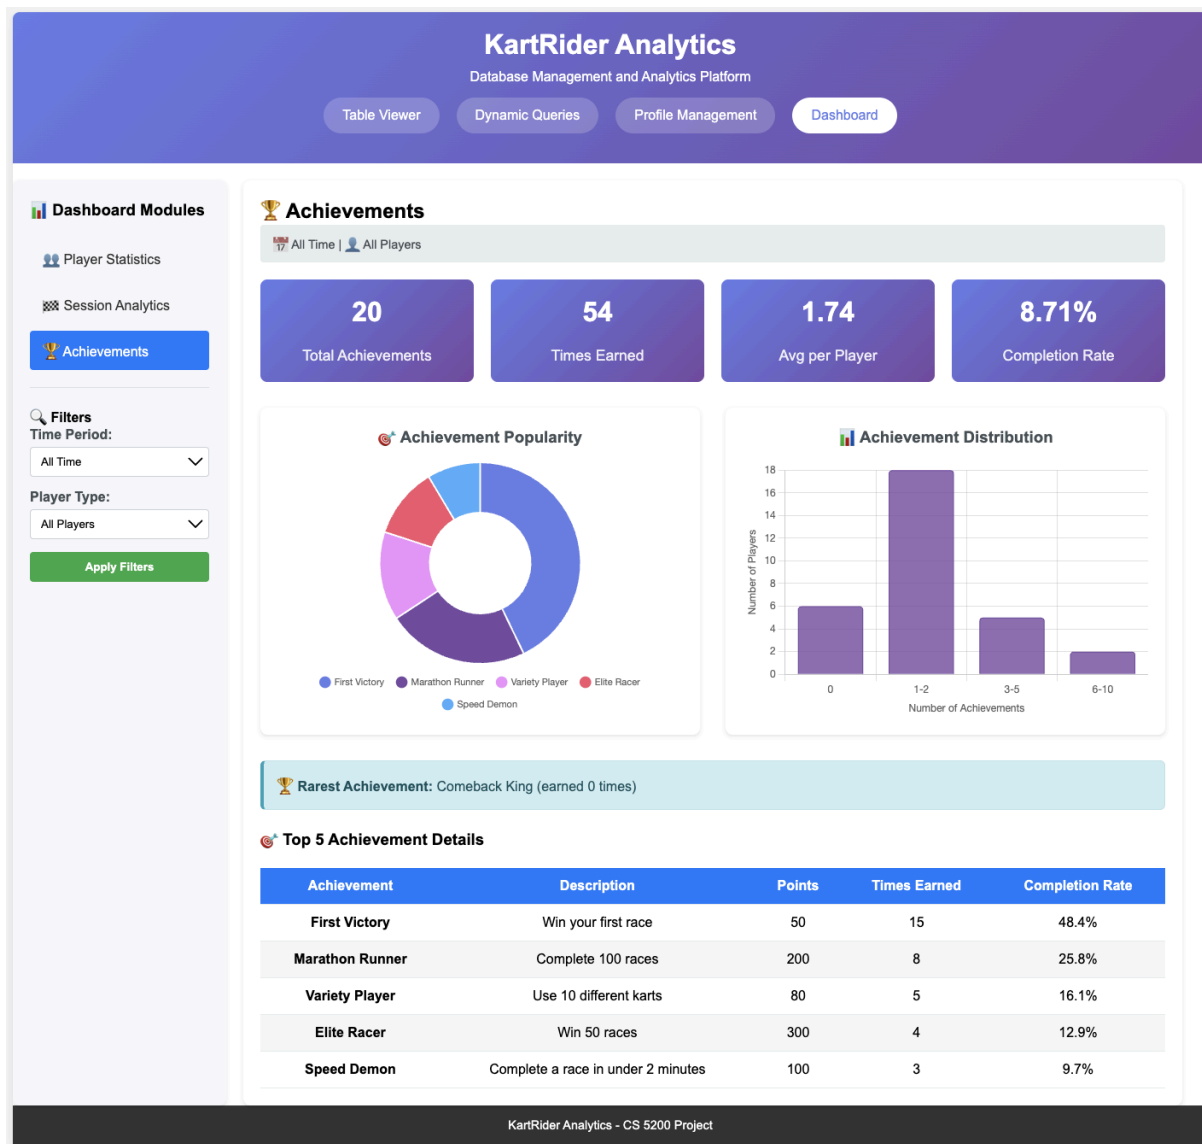 KartRider Analytics
Database Management and Analytics Platform
Table Viewer
Dynamic Queries
Profile Management
Dashboard
Dashboard Modules
Player Statistics
Session Analytics
Achievements
Filters
Time Period:
All Time
Player Type:
All Players
Apply Filters
Achievements
All Time | All Players
20
Total Achievements
54
Times Earned
1.74
Avg per Player
8.71%
Completion Rate
Achievement Popularity
First Victory Marathon Runner Variety Player Elite Racer
Speed Demon
Achievement Distribution
Number of Players
18
16
14
12
10
8
6
4
2
0
0 1-2 3-5 6-10
Number of Achievements
Rarest Achievement: Comeback King (earned 0 times)
Top 5 Achievement Details
Achievement Description Points Times Earned Completion Rate
First Victory Win your first race 50 15 48.4%
Marathon Runner Complete 100 races 200 8 25.8%
Variety Player Use 10 different karts 80 5 16.1%
Elite Racer Win 50 races 300 4 12.9%
Speed Demon Complete a race in under 2 minutes 100 3 9.7%
KartRider Analytics - CS 5200 Project